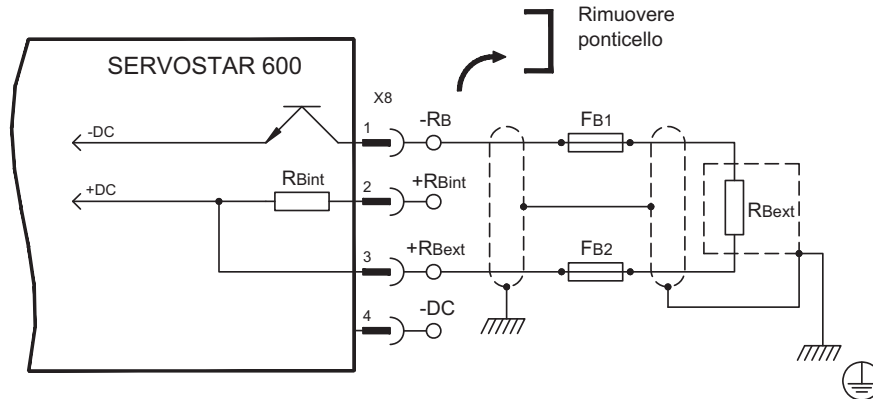 Rimuovere
ponticello
SERVOSTAR 600
X8
-DC
1
-RB
FB1
+DC
RBint
2
+RBint
RBext
3
+RBext
FB2
4
-DC